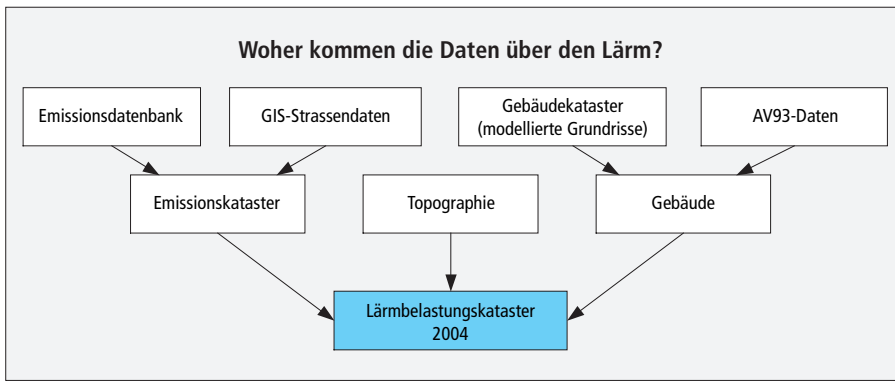 Woher kommen die Daten über den Lärm?
Emissionsdatenbank
GIS-Strassendaten
Gebäudekataster
(modellierte Grundrisse)
AV93-Daten
Emissionskataster
Topographie
Gebäude
Lärmbelastungskataster
2004